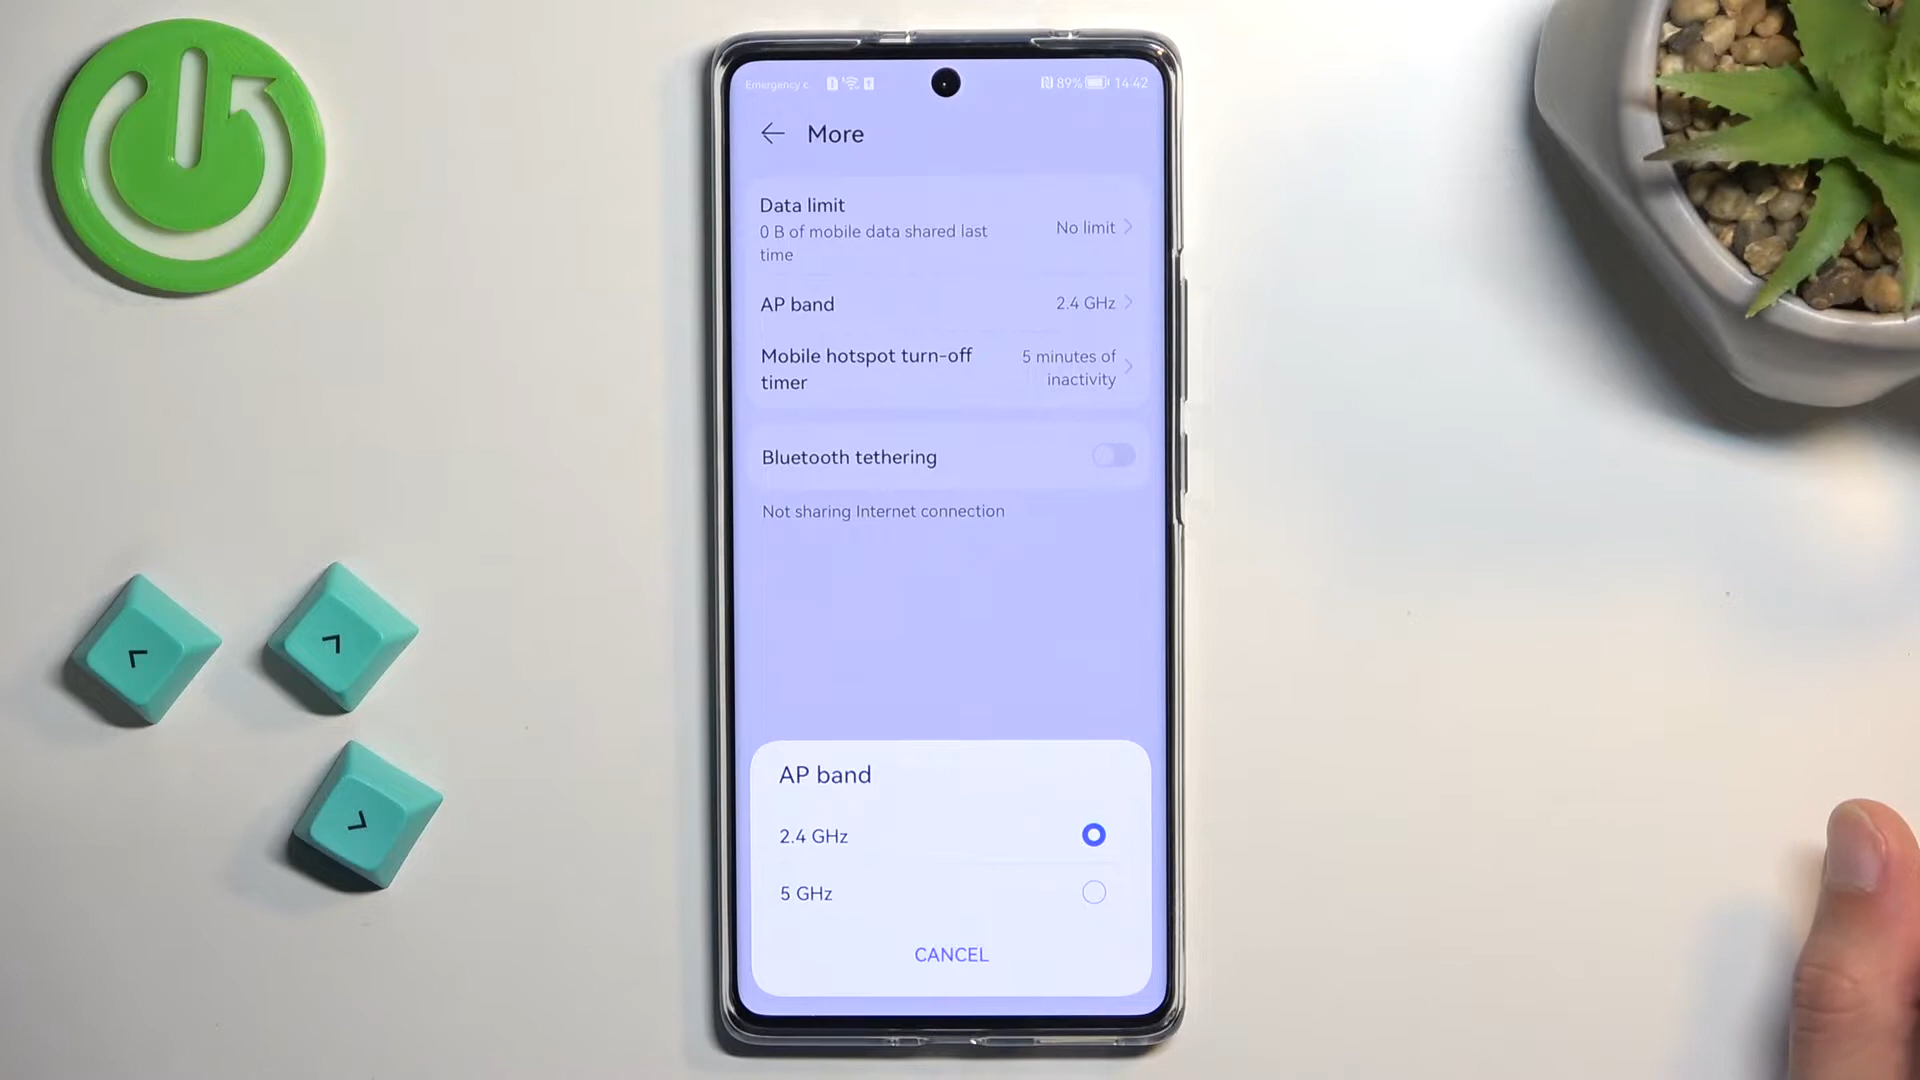 Emergency c
89% 14:42
More
Data limit
0 B of mobile data shared last
time
No limit
AP band
2.4 GHz
Mobile hotspot turn-off
timer
5 minutes of
inactivity
Bluetooth tethering
Not sharing Internet connection
AP band
2.4 GHz
5 GHz
CANCEL